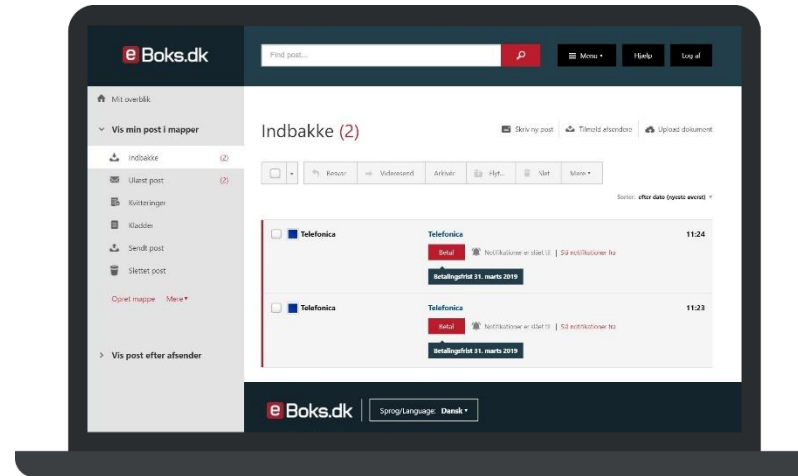 e Boks.dk
Find post...
Menu
Hjælp
Log af
Mit overblik
Vis min post i mapper
Indbakke (2)
Ulæst post (2)
Kvitteringer
Kladder
Sendt post
Slettet post
Opret mappe Mere
Vis post efter afsender
Indbakke (2)
Skriv ny post
Tilmeld afsendere
Upload dokument
Besvar
Videresend
Arkivér
Flyt...
Slet
Mere
Sorter: efter dato (nyeste øverst)
Telefonica
Telefonica
11:24
Betal
Notifikationer er slået til | Slå notifikationer fra
Betalingsfrist 31. marts 2019
Telefonica
Telefonica
11:23
Betal
Notifikationer er slået til | Slå notifikationer fra
Betalingsfrist 31. marts 2019
e Boks.dk
Sprog/Language: Dansk